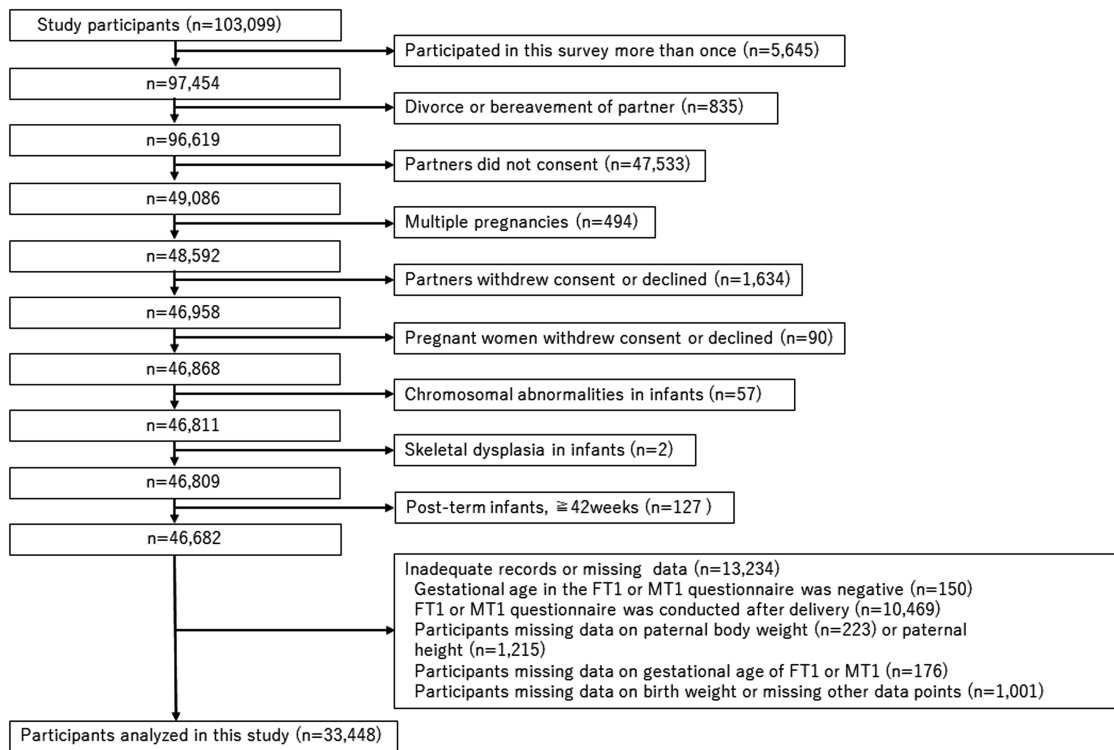 Study participants (n=103,099)
Participated in this survey more than once (n=5,645)
n=97,454
Divorce or bereavement of partner (n=835)
n=96,619
Partners did not consent (n=47,533)
n=49,086
Multiple pregnancies (n=494)
n=48,592
Partners withdrew consent or declined (n=1,634)
n=46,958
Pregnant women withdrew consent or declined (n=90)
n=46,868
Chromosomal abnormalities in infants (n=57)
n=46,811
Skeletal dysplasia in infants (n=2)
n=46,809
Post-term infants, ≧42weeks (n=127 )
n=46,682
Inadequate records or missing data (n=13,234)
Gestational age in the FT1 or MT1 questionnaire was negative (n=150)
FT1 or MT1 questionnaire was conducted after delivery (n=10,469)
Participants missing data on paternal body weight (n=223) or paternal
height (n=1,215)
Participants missing data on gestational age of FT1 or MT1 (n=176)
Participants missing data on birth weight or missing other data points (n=1,001)
Participants analyzed in this study (n=33,448)